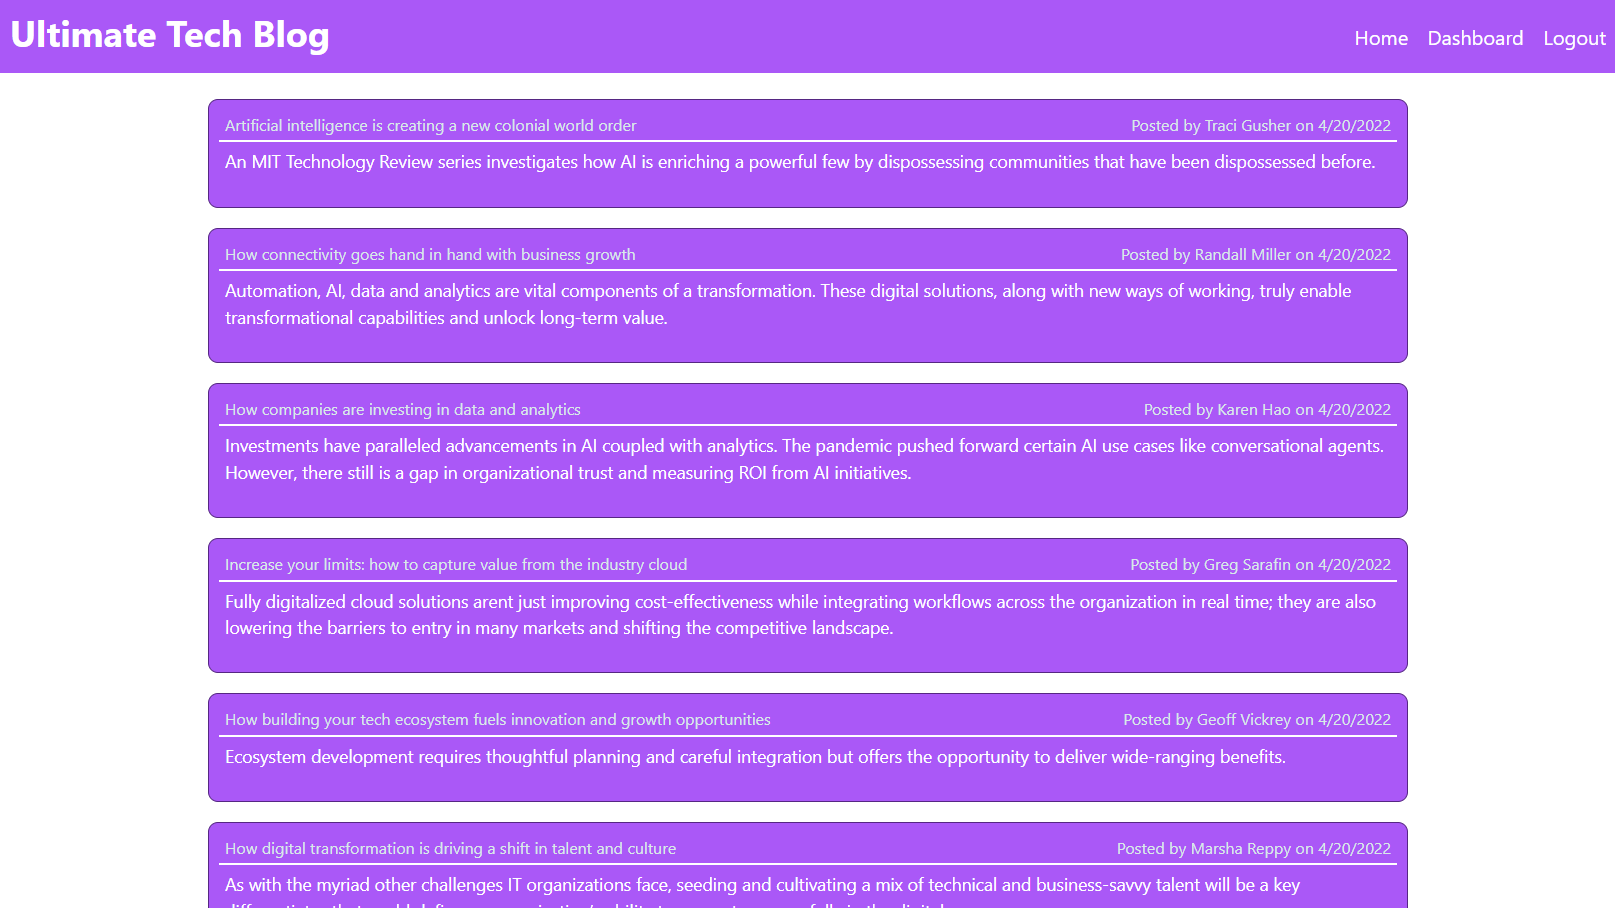 Ultimate Tech Blog
Home Dashboard Logout
Artificial intelligence is creating a new colonial world order Posted by Traci Gusher on 4/20/2022
An MIT Technology Review series investigates how AI is enriching a powerful few by dispossessing communities that have been dispossessed before.
How connectivity goes hand in hand with business growth Posted by Randall Miller on 4/20/2022
Automation, AI, data and analytics are vital components of a transformation. These digital solutions, along with new ways of working, truly enable
transformational capabilities and unlock long-term value.
How companies are investing in data and analytics Posted by Karen Hao on 4/20/2022
Investments have paralleled advancements in AI coupled with analytics. The pandemic pushed forward certain AI use cases like conversational agents.
However, there still is a gap in organizational trust and measuring ROI from AI initiatives.
Increase your limits: how to capture value from the industry cloud Posted by Greg Sarafin on 4/20/2022
Fully digitalized cloud solutions arent just improving cost-effectiveness while integrating workflows across the organization in real time; they are also
lowering the barriers to entry in many markets and shifting the competitive landscape.
How building your tech ecosystem fuels innovation and growth opportunities Posted by Geoff Vickrey on 4/20/2022
Ecosystem development requires thoughtful planning and careful integration but offers the opportunity to deliver wide-ranging benefits.
How digital transformation is driving a shift in talent and culture Posted by Marsha Reppy on 4/20/2022
As with the myriad other challenges IT organizations face, seeding and cultivating a mix of technical and business-savvy talent will be a key